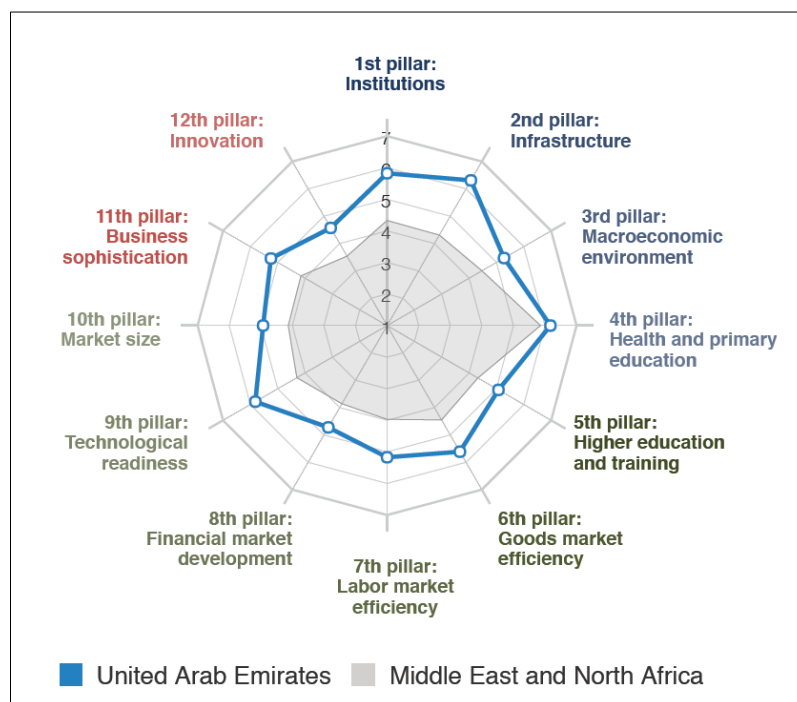 1st pillar:
Institutions
2nd pillar:
Infrastructure
3rd pillar:
Macroeconomic
environment
4th pillar:
Health and primary
education
5th pillar:
Higher education
and training
6th pillar:
Goods market
efficiency
7th pillar:
Labor market
efficiency
8th pillar:
Financial market
development
9th pillar:
Technological
readiness
10th pillar:
Market size
11th pillar:
Business
sophistication
12th pillar:
Innovation
7
6
5
4
3
2
1
United Arab Emirates
Middle East and North Africa